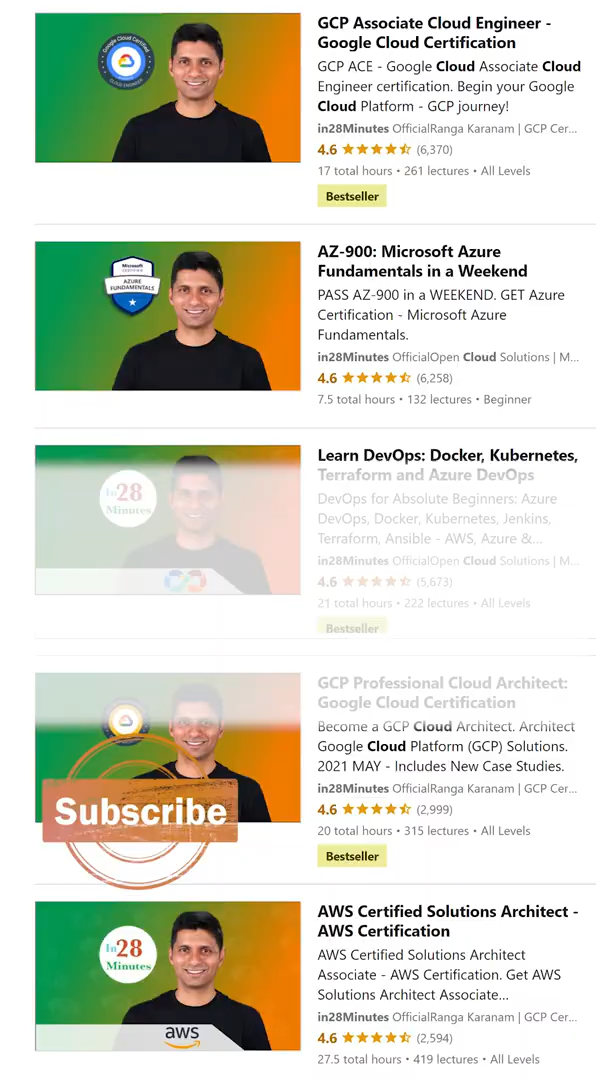 Google Cloud Certified
CLOUD ENGINEER
GCP Associate Cloud Engineer -
Google Cloud Certification
GCP ACE - Google Cloud Associate Cloud
Engineer certification. Begin your Google
Cloud Platform - GCP journey!
in28Minutes OfficialRanga Karanam | GCP Cer...
4.6 (6,370)
17 total hours • 261 lectures • All Levels
Bestseller
Microsoft
CERTIFIED
AZURE
FUNDAMENTALS
AZ-900: Microsoft Azure
Fundamentals in a Weekend
PASS AZ-900 in a WEEKEND. GET Azure
Certification - Microsoft Azure
Fundamentals.
in28Minutes OfficialOpen Cloud Solutions | M...
4.6 (6,258)
7.5 total hours • 132 lectures • Beginner
In28
Minutes
Learn DevOps: Docker, Kubernetes,
Terraform and Azure DevOps
DevOps for Absolute Beginners: Azure
DevOps, Docker, Kubernetes, Jenkins,
Terraform, Ansible - AWS, Azure &...
in28Minutes OfficialOpen Cloud Solutions | M...
4.6 (5,673)
21 total hours • 222 lectures • All Levels
Bestseller
GCP Professional Cloud Architect:
Google Cloud Certification
Become a GCP Cloud Architect. Architect
Google Cloud Platform (GCP) Solutions.
2021 MAY - Includes New Case Studies.
in28Minutes OfficialRanga Karanam | GCP Cer...
4.6 (2,999)
20 total hours • 315 lectures • All Levels
Bestseller
Subscribe
In28
Minutes
aws
AWS Certified Solutions Architect -
AWS Certification
AWS Certified Solutions Architect
Associate - AWS Certification. Get AWS
Solutions Architect Associate...
in28Minutes OfficialRanga Karanam | GCP Cer...
4.6 (2,594)
27.5 total hours • 419 lectures • All Levels